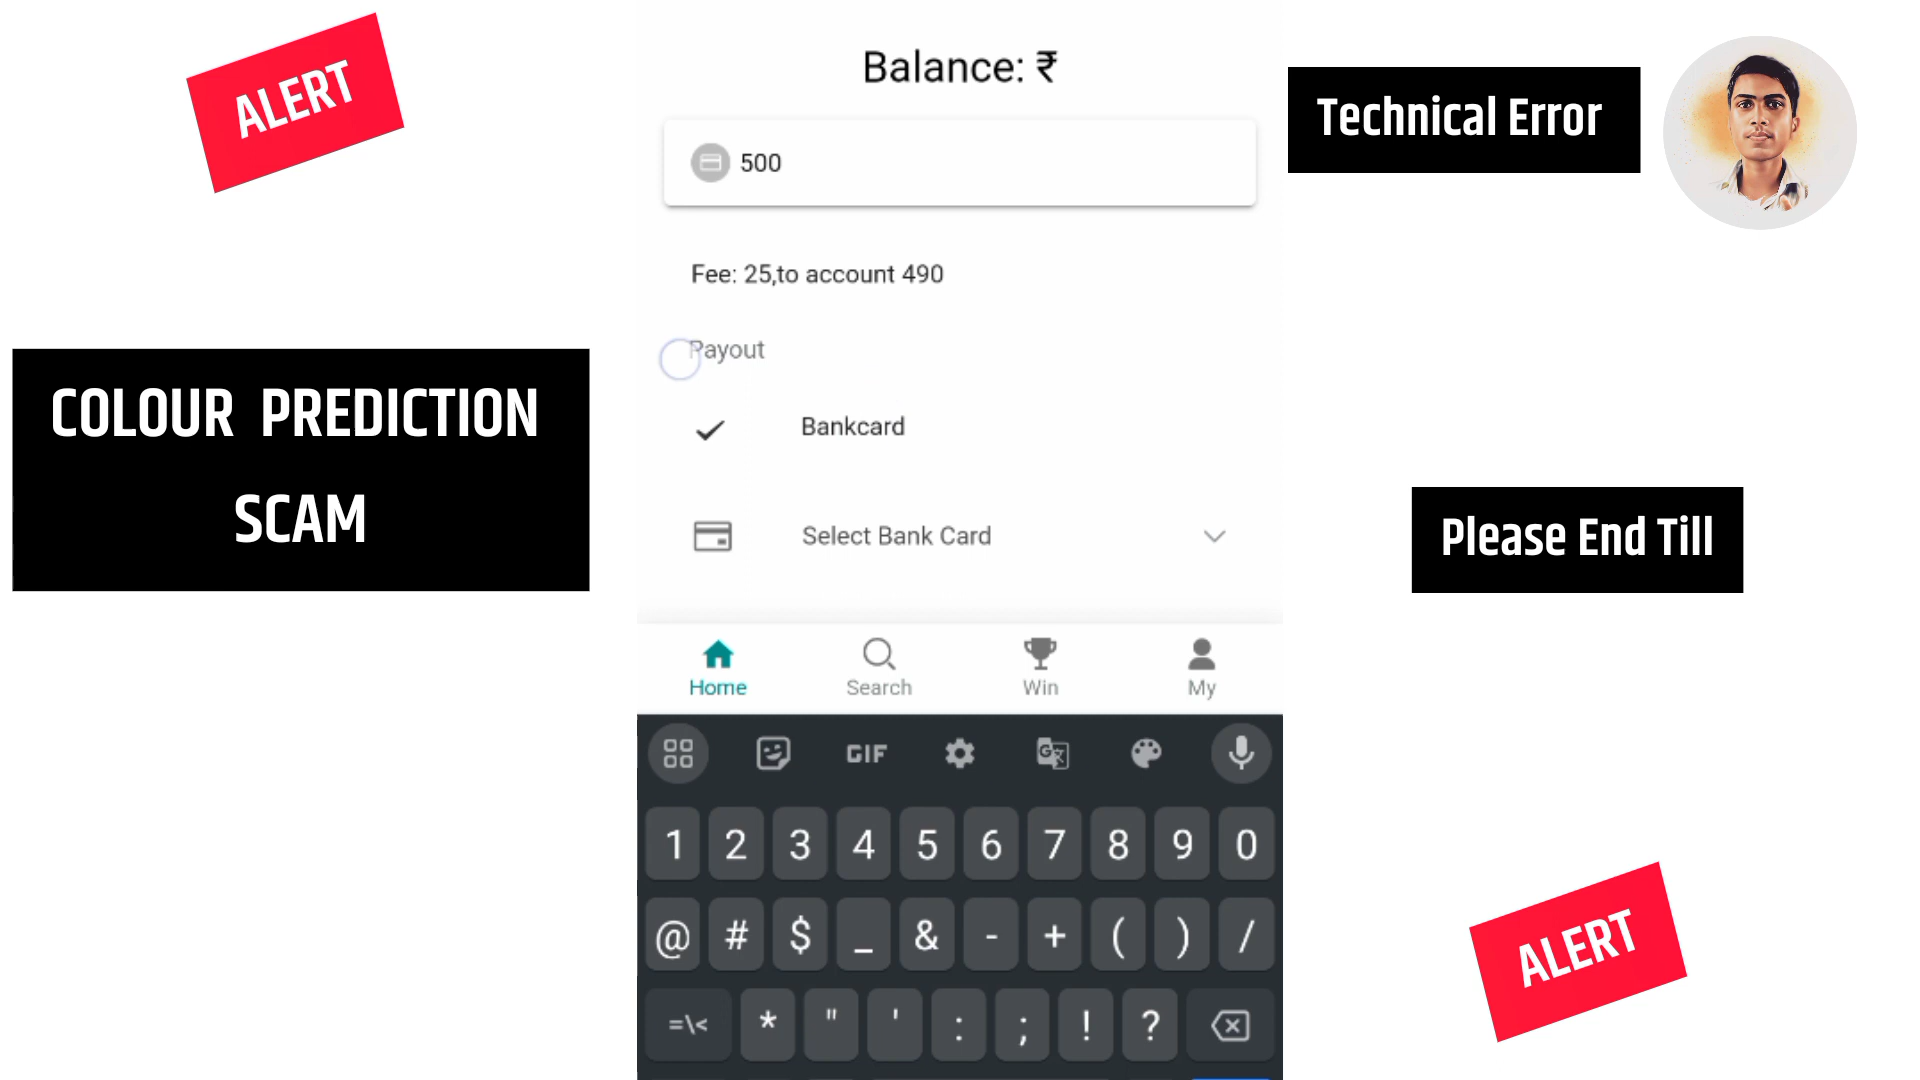 ALERT
Balance: ₹
Technical Error
500
Fee: 25,to account 490
Payout
COLOUR PREDICTION
SCAM
Bankcard
Select Bank Card
Please End Till
Home Search Win My
GIF
1 2 3 4 5 6 7 8 9 0
@ # $ _ & - + ( ) /
=\< * " ' : ; ! ?
ALERT